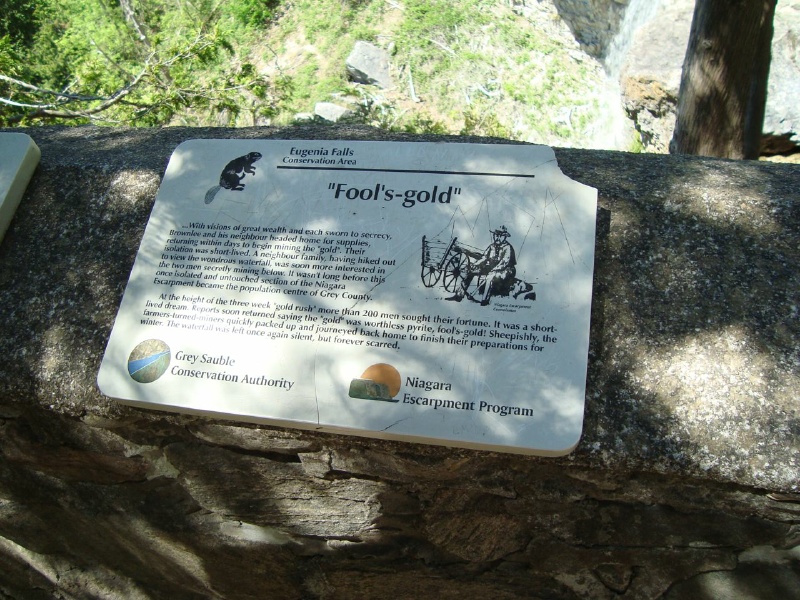 Eugenia Falls
Conservation Area
"Fool's-gold"
...With visions of great wealth and each sworn to secrecy,
Brownlee and his neighbour headed home for supplies,
returning within days to begin mining the "gold". Their
isolation was short-lived. A neighbour family, having hiked out
to view the wondrous waterfall, was soon more interested in
the two men secretly mining below. It wasn't long before this
once isolated and untouched section of the Niagara
Escarpment became the population centre of Grey County.
At the height of the three week "gold rush" more than 200 men sought their fortune. It was a short-
lived dream. Reports soon returned saying the "gold" was worthless pyrite, fool's-gold! Sheepishly, the
farmers-turned-miners quickly packed up and journeyed back home to finish their preparations for
winter. The waterfall was left once again silent, but forever scarred.
Niagara Escarpment
Grey Sauble
Conservation Authority
Niagara
Escarpment Program